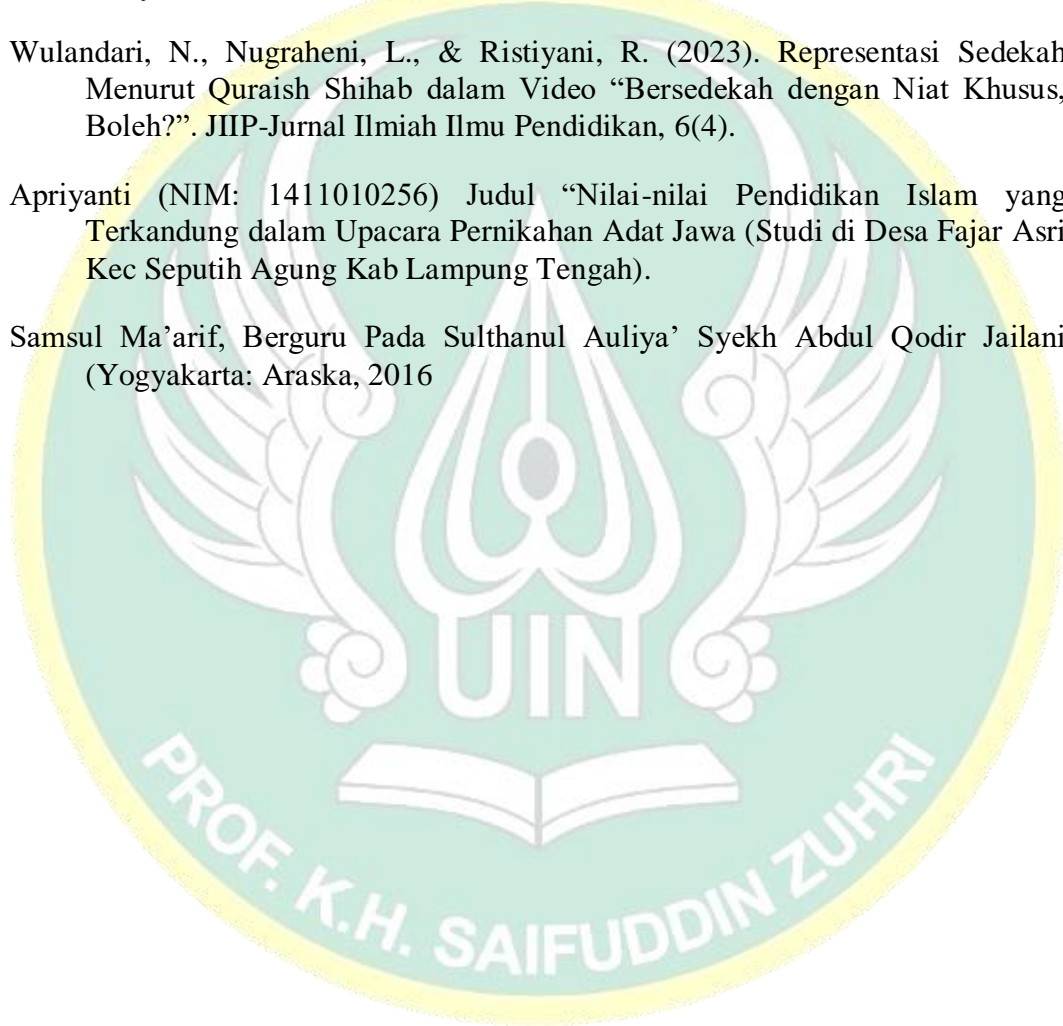 Wulandari, N., Nugraheni, L., & Ristiyani, R. (2023). Representasi Sedekah
Menurut Quraish Shihab dalam Video “Bersedekah dengan Niat Khusus,
Boleh?”. JIIP-Jurnal Ilmiah Ilmu Pendidikan, 6(4).
Apriyanti (NIM: 1411010256) Judul “Nilai-nilai Pendidikan Islam yang
Terkandung dalam Upacara Pernikahan Adat Jawa (Studi di Desa Fajar Asri
Kec Seputih Agung Kab Lampung Tengah).
Samsul Ma’arif, Berguru Pada Sulthanul Auliya’ Syekh Abdul Qodir Jailani
(Yogyakarta: Araska, 2016
UIN
PROF. K.H. SAIFUDDIN ZUHRI